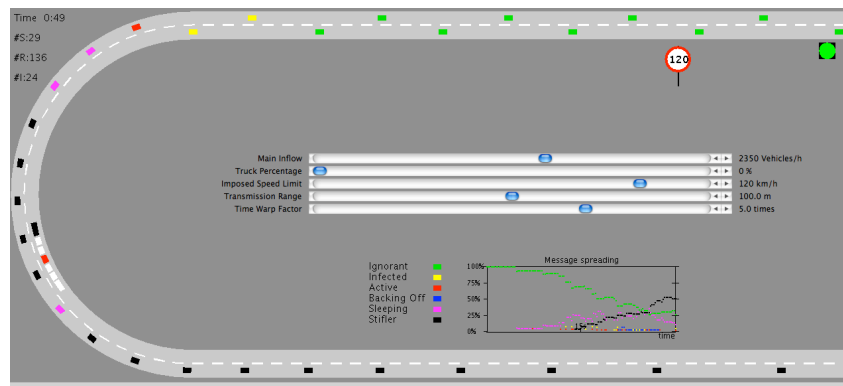 Time 0:49
#S:29
#R:136
#I:24
120
Main Inflow 2350 Vehicles/h
Truck Percentage 0 %
Imposed Speed Limit 120 km/h
Transmission Range 100.0 m
Time Warp Factor 5.0 times
Ignorant
Infected
Active
Backing Off
Sleeping
Stifler
Message spreading
100%
75%
50%
25%
0%
time